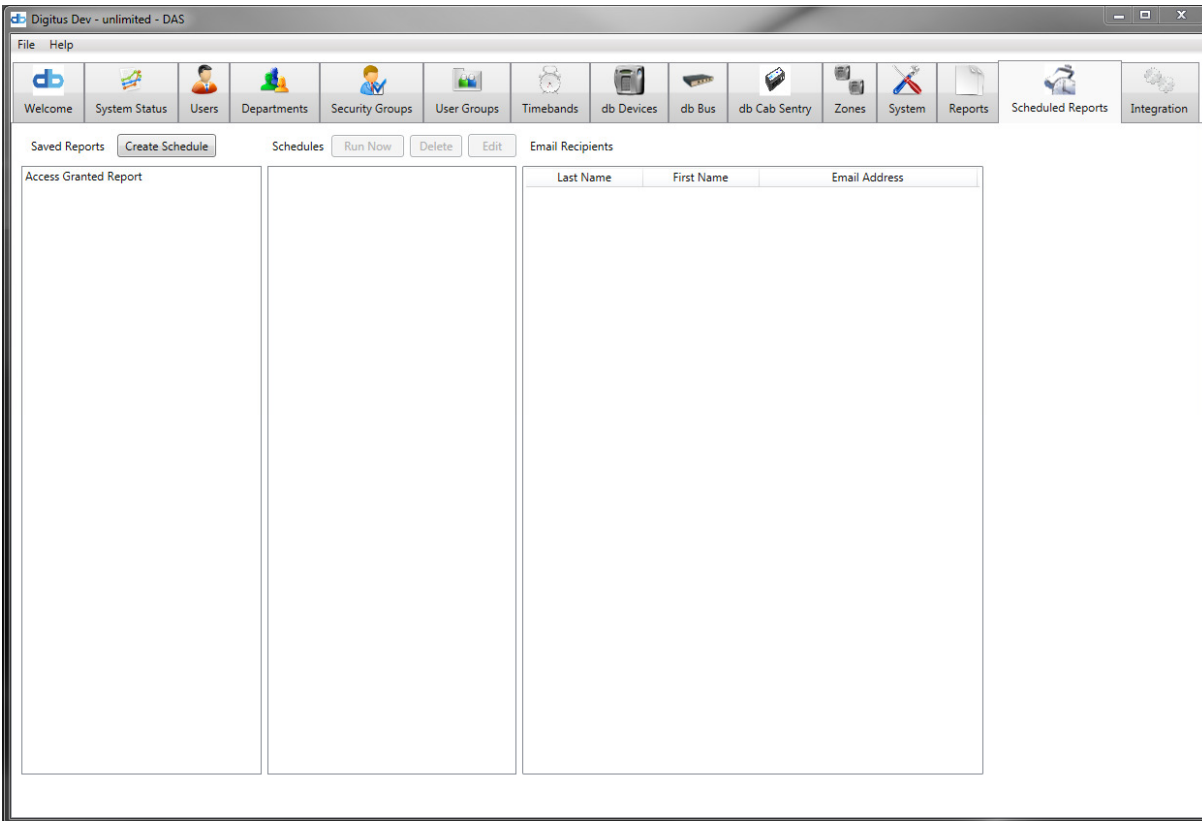 db Digitus Dev - unlimited - DAS
File Help
db
Welcome System Status Users Departments Security Groups User Groups Timebands db Devices db Bus db Cab Sentry Zones System Reports Scheduled Reports Integration
Saved Reports Create Schedule Schedules Run Now Delete Edit Email Recipients
Access Granted Report Last Name First Name Email Address